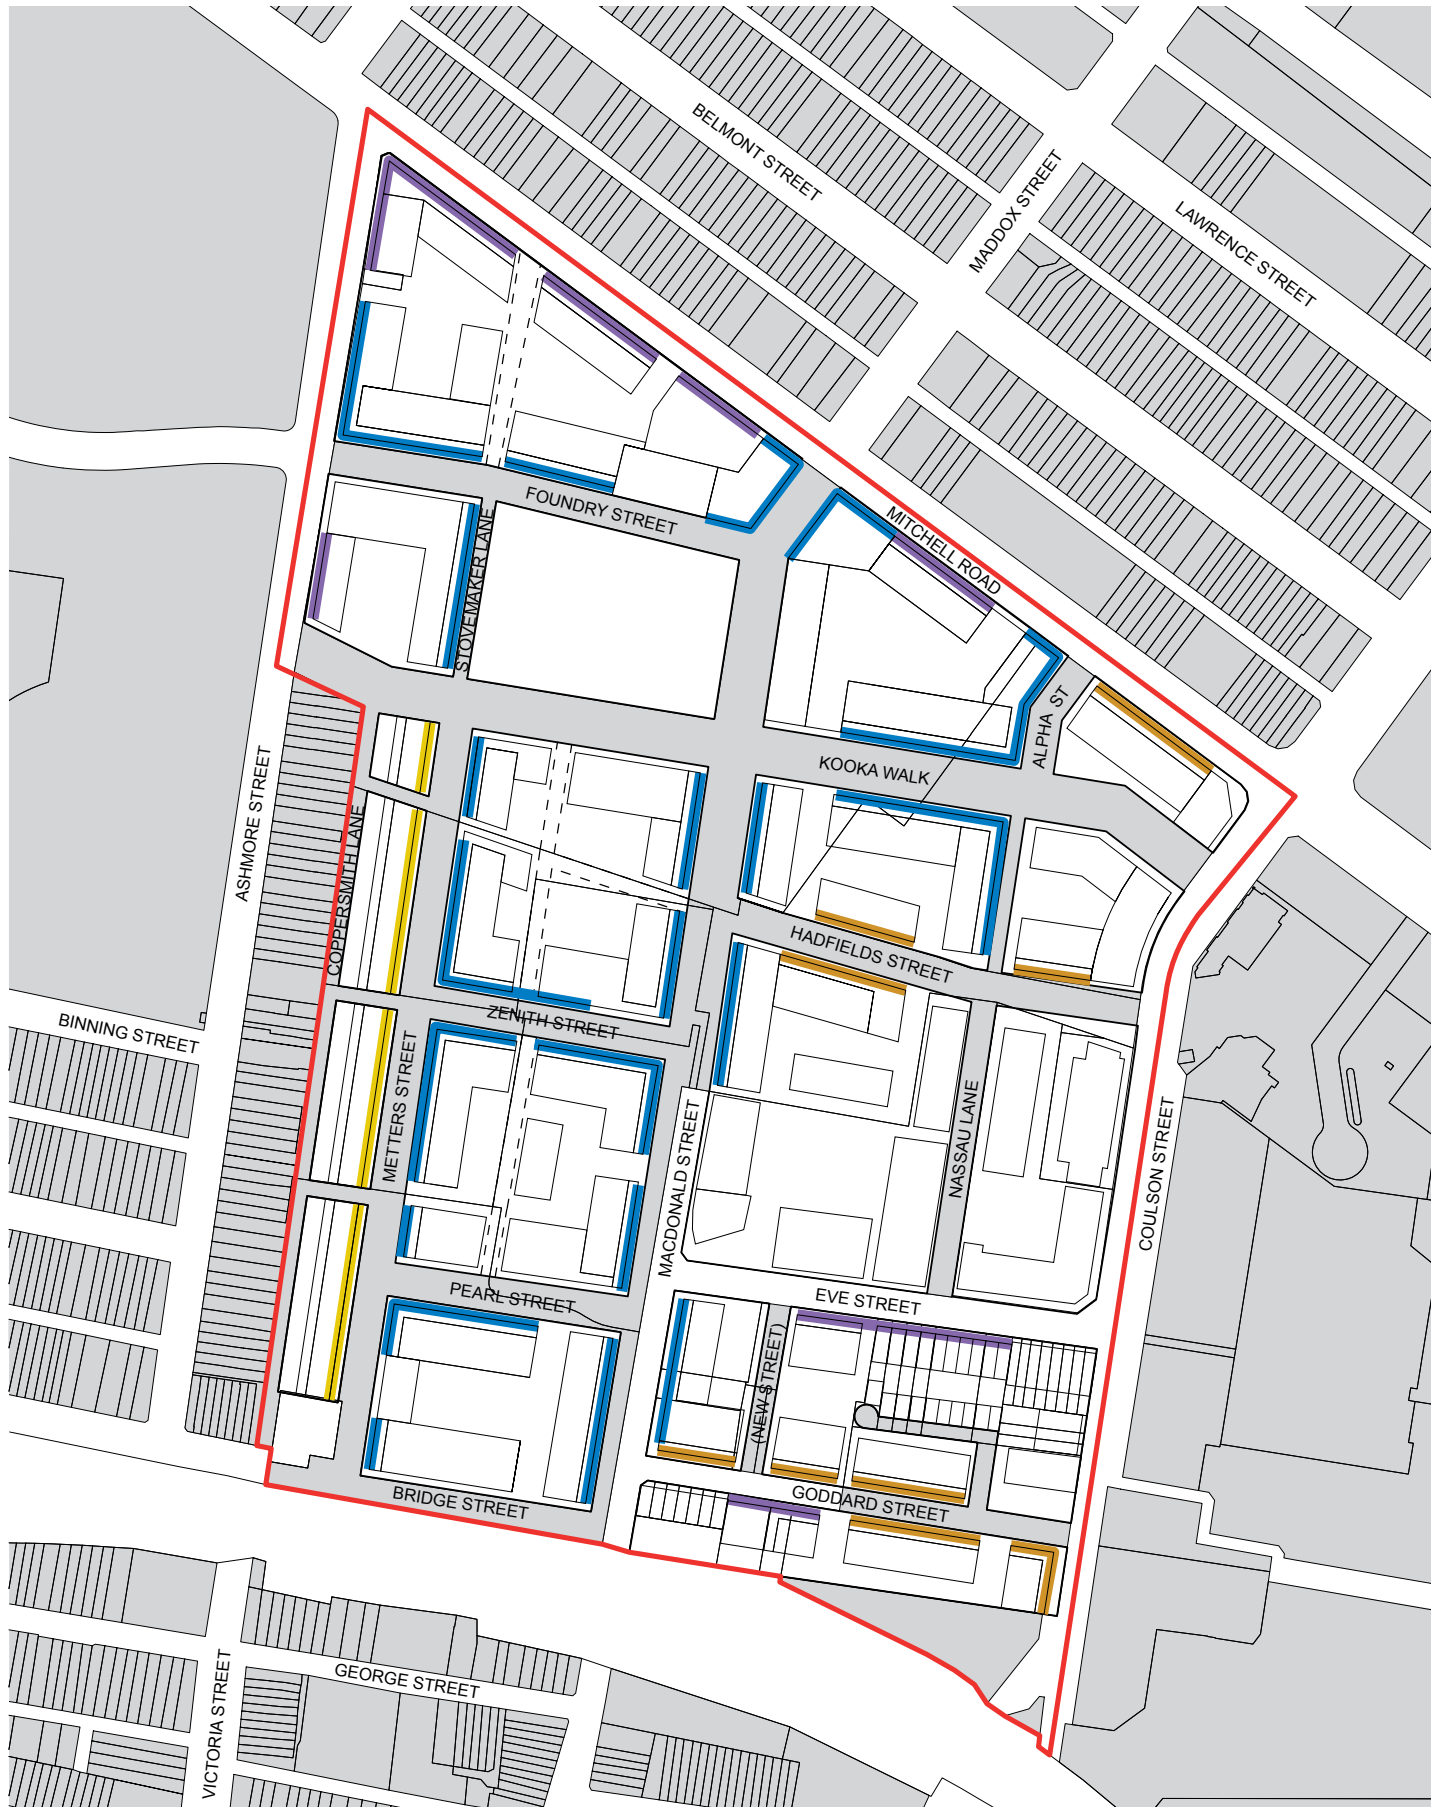 BELMONT STREET
MADDOX STREET
LAWRENCE STREET
FOUNDRY STREET
STOVEMAKER LANE
MITCHELL ROAD
ALPHA ST
KOOKA WALK
ASHMORE STREET
COPPERSMITH LANE
HADFIELDS STREET
BINNING STREET
ZENITH STREET
METTERS STREET
NASSAU LANE
MACDONALD STREET
COULSON STREET
PEARL STREET
EVE STREET
(NEW STREET)
BRIDGE STREET
GODDARD STREET
GEORGE STREET
VICTORIA STREET